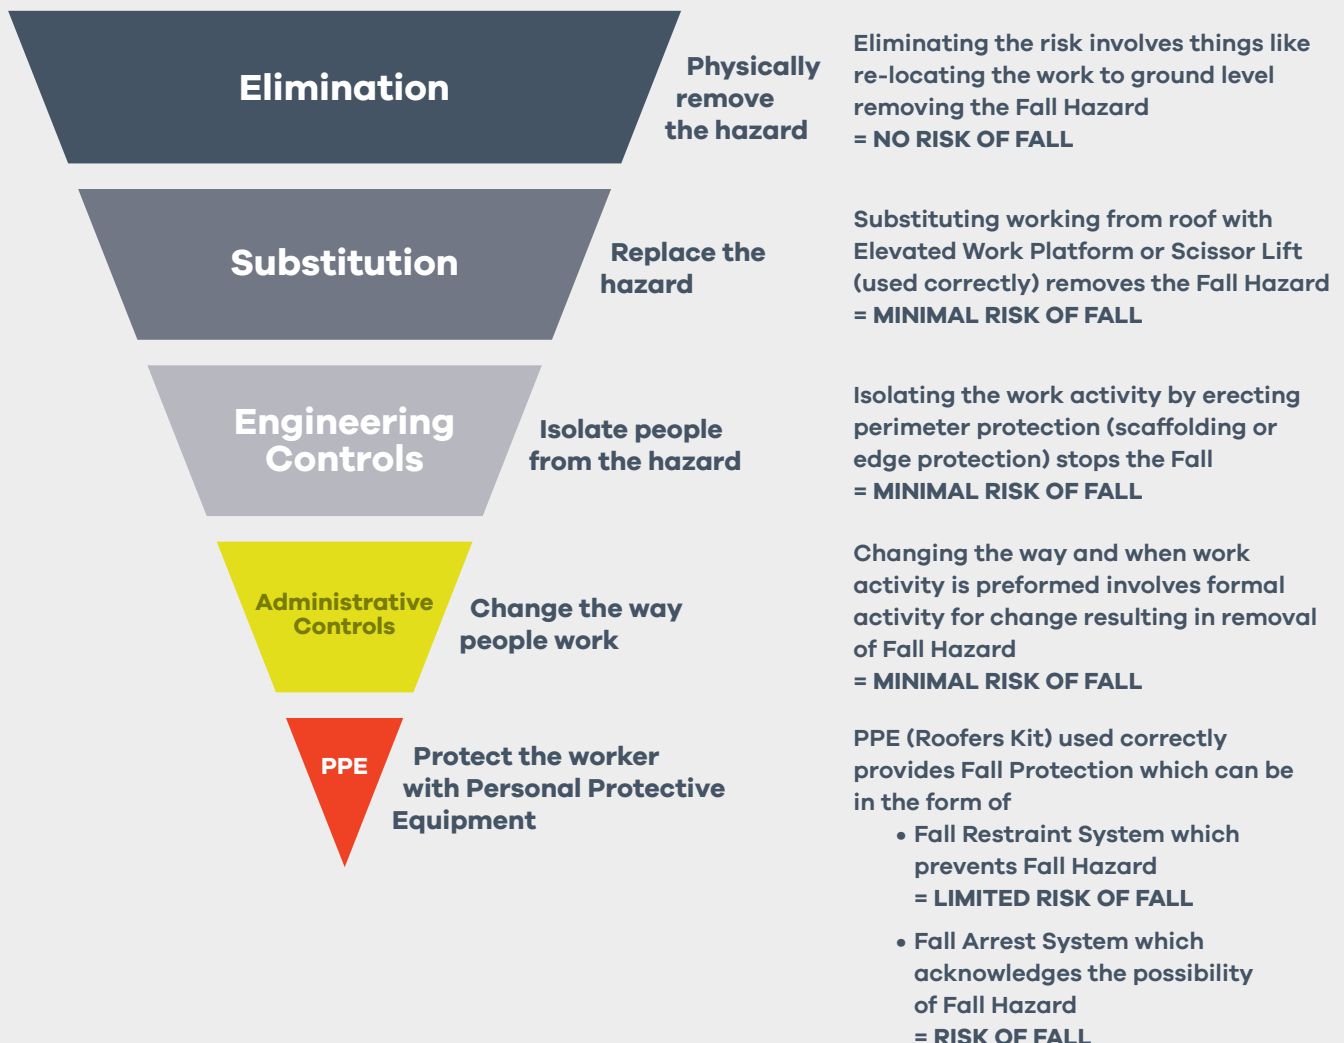 Elimination
Physically
remove
the hazard
Eliminating the risk involves things like
re-locating the work to ground level
removing the Fall Hazard
= NO RISK OF FALL
Substitution
Replace the
hazard
Substituting working from roof with
Elevated Work Platform or Scissor Lift
(used correctly) removes the Fall Hazard
= MINIMAL RISK OF FALL
Engineering
Controls
Isolate people
from the hazard
Isolating the work activity by erecting
perimeter protection (scaffolding or
edge protection) stops the Fall
= MINIMAL RISK OF FALL
Administrative
Controls
Change the way
people work
Changing the way and when work
activity is preformed involves formal
activity for change resulting in removal
of Fall Hazard
= MINIMAL RISK OF FALL
PPE
Protect the worker
with Personal Protective
Equipment
PPE (Roofers Kit) used correctly
provides Fall Protection which can be
in the form of
• Fall Restraint System which
prevents Fall Hazard
= LIMITED RISK OF FALL
• Fall Arrest System which
acknowledges the possibility
of Fall Hazard
= RISK OF FALL